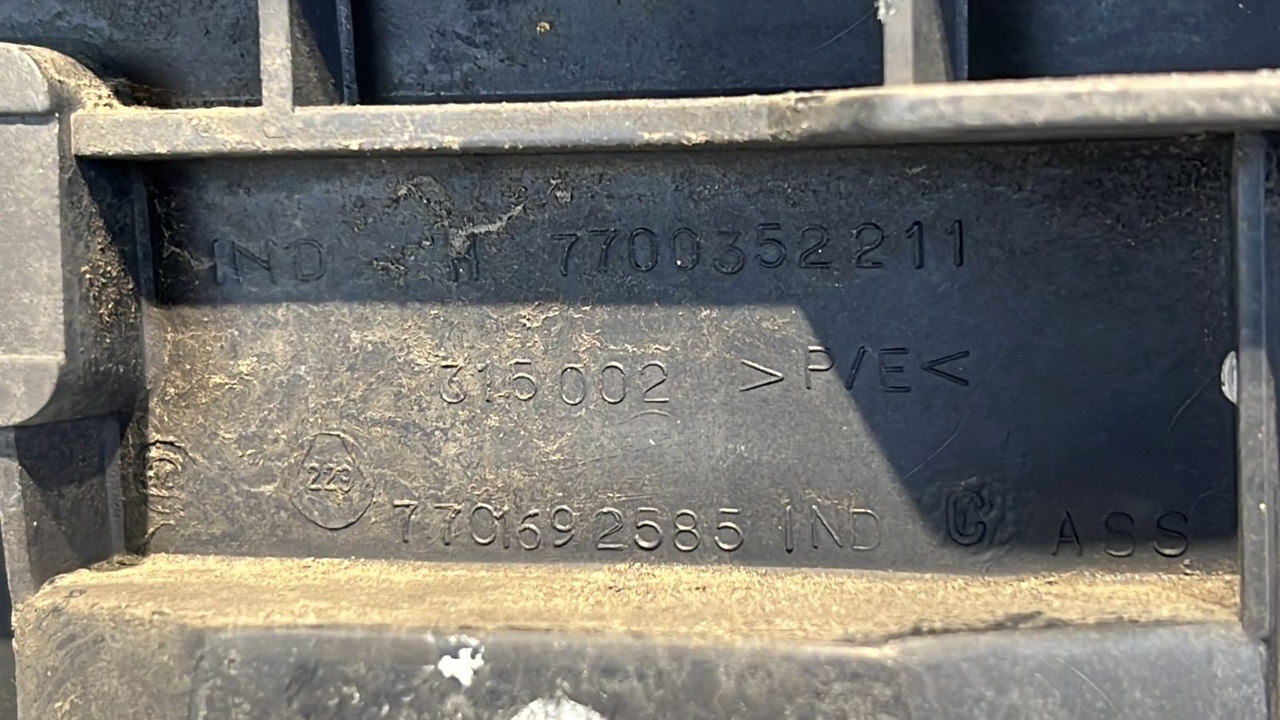 IND H 7700352211
315002 >P/E<
223
7701692585 IND C ASS